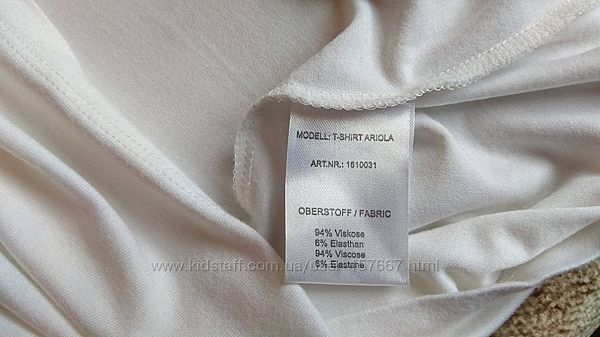 MODELL: T-SHIRT ARIOLA
ART.NR.: 1610031
OBERSTOFF / FABRIC
94% Viskose
6% Elasthan
94% Viscose
6% Elastane